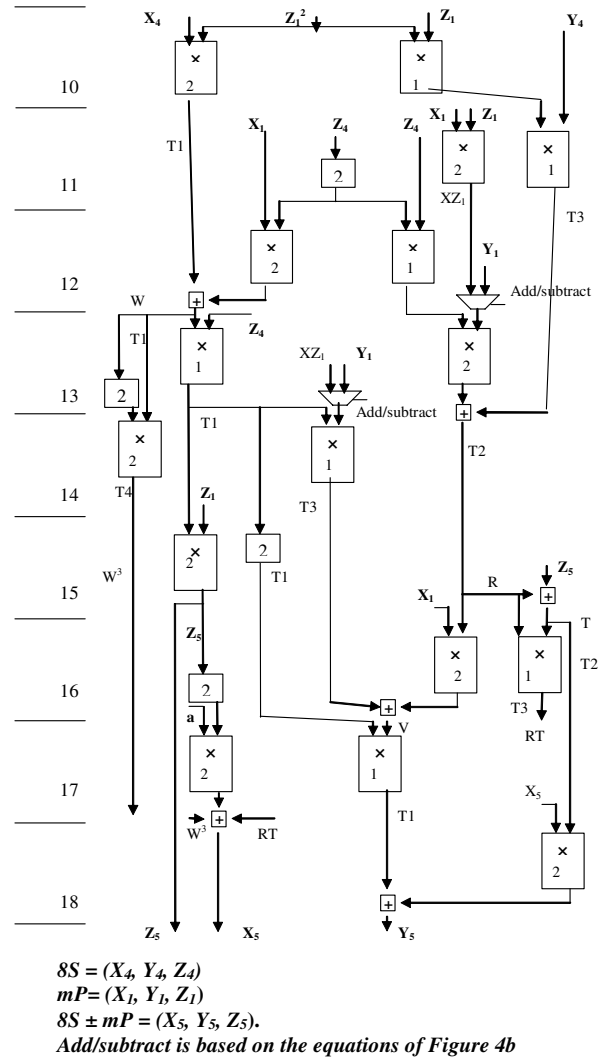 X4 Z1² Z1 Y4
×
2
×
1
10
X1 Z4 Z4 X1 Z1
T1
2
×
2
×
1
11
XZ1
T3
×
2
×
1
Y1
12
Add/subtract
W
+
T1
×
1
Z4
×
2
XZ1 Y1
2
13
Add/subtract
+
T1
×
2
×
1
T2
T4
14
Z1
T3
×
2
2
T1
W³
R
Z5
+
15
X1
T
Z5
×
2
×
1
T2
2
16
a
+
T3
V
RT
×
2
×
1
17
X5
T1
W³
+
RT
×
2
18
+
Z5 X5 Y5
8S = (X4, Y4, Z4)
mP= (X1, Y1, Z1)
8S ± mP = (X5, Y5, Z5).
Add/subtract is based on the equations of Figure 4b